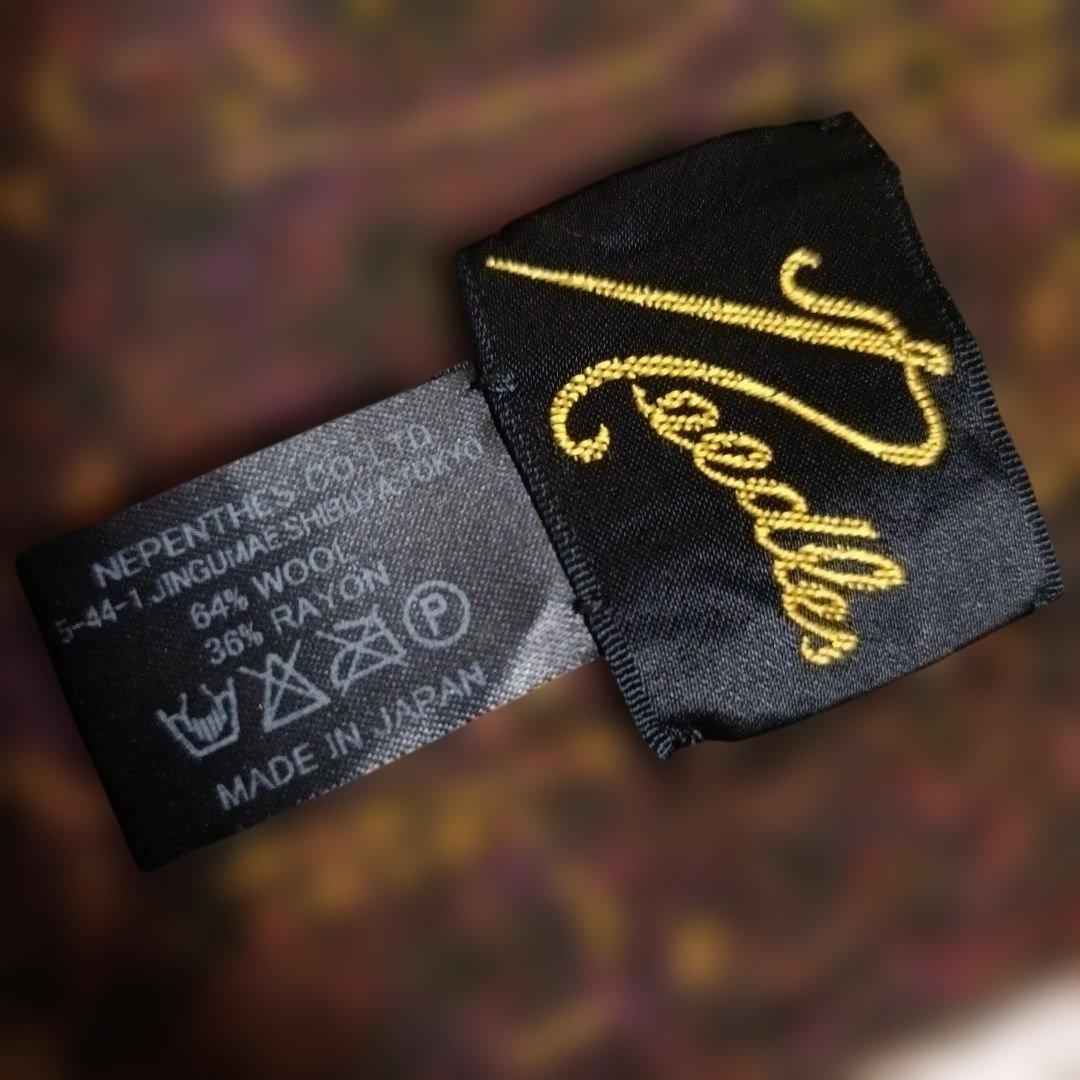 Needles
NEPENTHES CO.LTD
5-44-1 JINGUMAE SHIBUYA TOKYO
64% WOOL
36% RAYON
P
MADE IN JAPAN